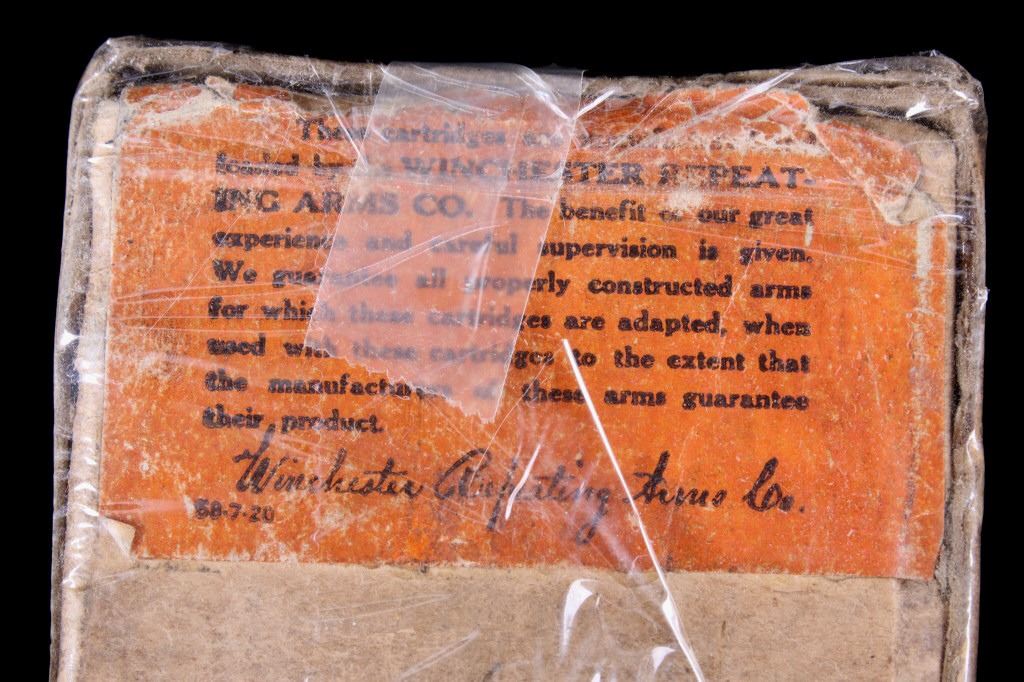 These cartridges are
loaded by the WINCHESTER REPEAT-
ING ARMS CO. The benefit of our great
experience and careful supervision is given.
We guarantee all properly constructed arms
for which these cartridges are adapted, when
used with these cartridges to the extent that
the manufacturers of these arms guarantee
their product.
Winchester Repeating Arms Co.
58-7-20